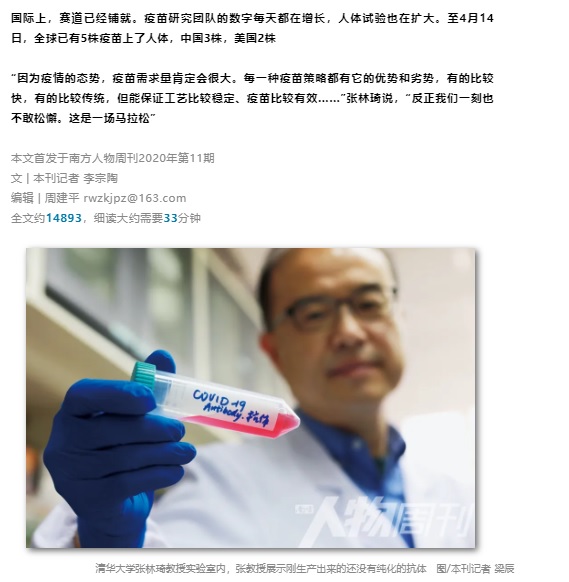 国际上，赛道已经铺就。疫苗研究团队的数字每天都在增长，人体试验也在扩大。至4月14
日，全球已有5株疫苗上了人体，中国3株，美国2株
“因为疫情的态势，疫苗需求量肯定会很大。每一种疫苗策略都有它的优势和劣势，有的比较
快，有的比较传统，但能保证工艺比较稳定、疫苗比较有效……”张林琦说，“反正我们一刻也
不敢松懈。这是一场马拉松”
本文首发于南方人物周刊2020年第11期
文 | 本刊记者 李宗陶
编辑 | 周建平 rwzkjpz@163.com
全文约14893，细读大约需要33分钟
COVID-19
Antibody. 抗体
人物周刊
清华大学张林琦教授实验室内，张教授展示刚生产出来的还没有纯化的抗体 图/本刊记者 梁辰